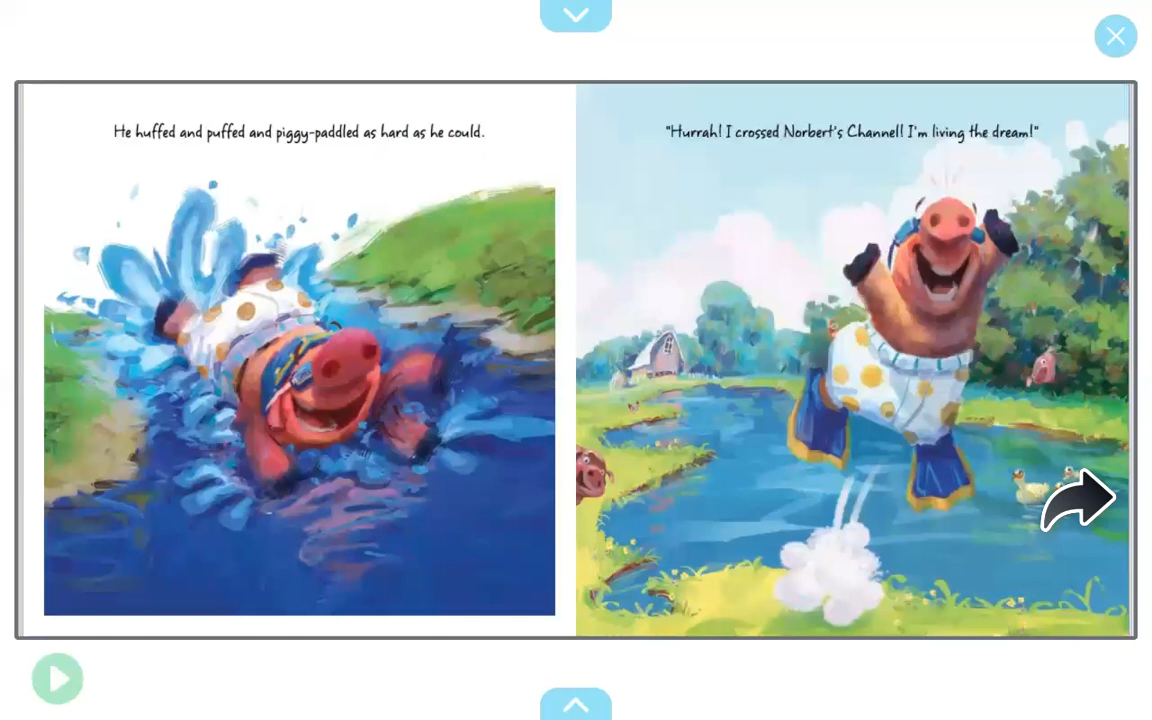 He huffed and puffed and piggy-paddled as hard as he could.
"Hurrah! I crossed Norbert's Channel! I'm living the dream!"